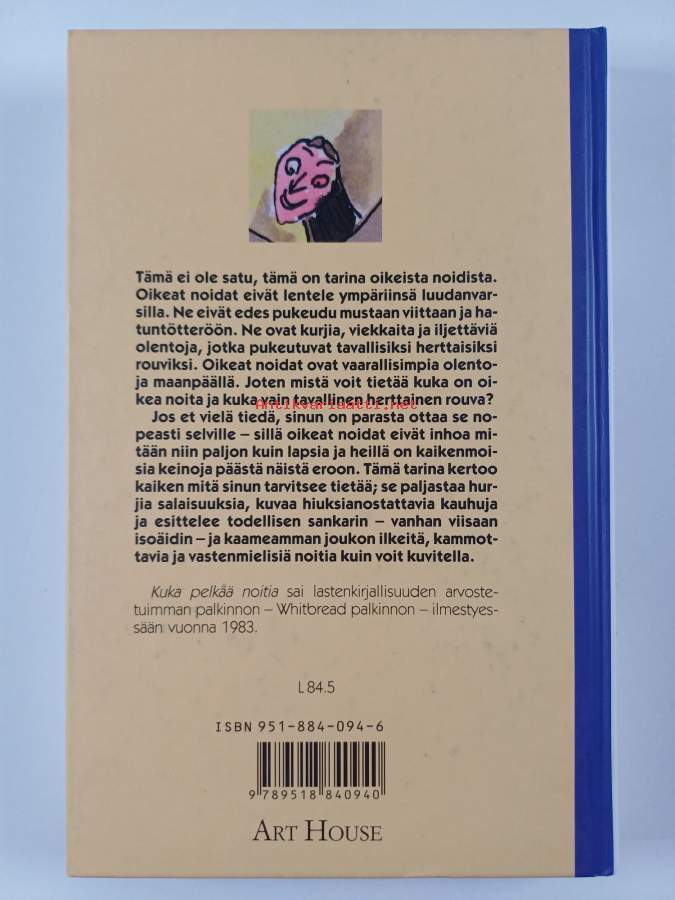 Tämä ei ole satu, tämä on tarina oikeista noidista.
Oikeat noidat eivät lentele ympäriinsä luudanvar-
silla. Ne eivät edes pukeudu mustaan viittaan ja ha-
tuntötteröön. Ne ovat kurjia, viekkaita ja iljettäviä
olentoja, jotka pukeutuvat tavallisiksi herttaisiksi
rouviksi. Oikeat noidat ovat vaarallisimpia olento-
ja maanpäällä. Joten mistä voit tietää kuka on oi-
kea noita ja kuka vain tavallinen herttainen rouva?
Antikvariaatti.net
Jos et vielä tiedä, sinun on parasta ottaa se no-
peasti selville – sillä oikeat noidat eivät inhoa mi-
tään niin paljon kuin lapsia ja heillä on kaikenmoi-
sia keinoja päästä näistä eroon. Tämä tarina kertoo
kaiken mitä sinun tarvitsee tietää; se paljastaa hur-
jia salaisuuksia, kuvaa hiuksianostattavia kauhuja
ja esittelee todellisen sankarin – vanhan viisaan
isoäidin – ja kaameamman joukon ilkeitä, kammot-
tavia ja vastenmielisiä noitia kuin voit kuvitella.
Kuka pelkää noitia sai lastenkirjallisuuden arvoste-
tuimman palkinnon – Whitbread palkinnon – ilmestyes-
sään vuonna 1983.
L 84.5
ISBN 951-884-094-6
9 789518 840940
ART HOUSE